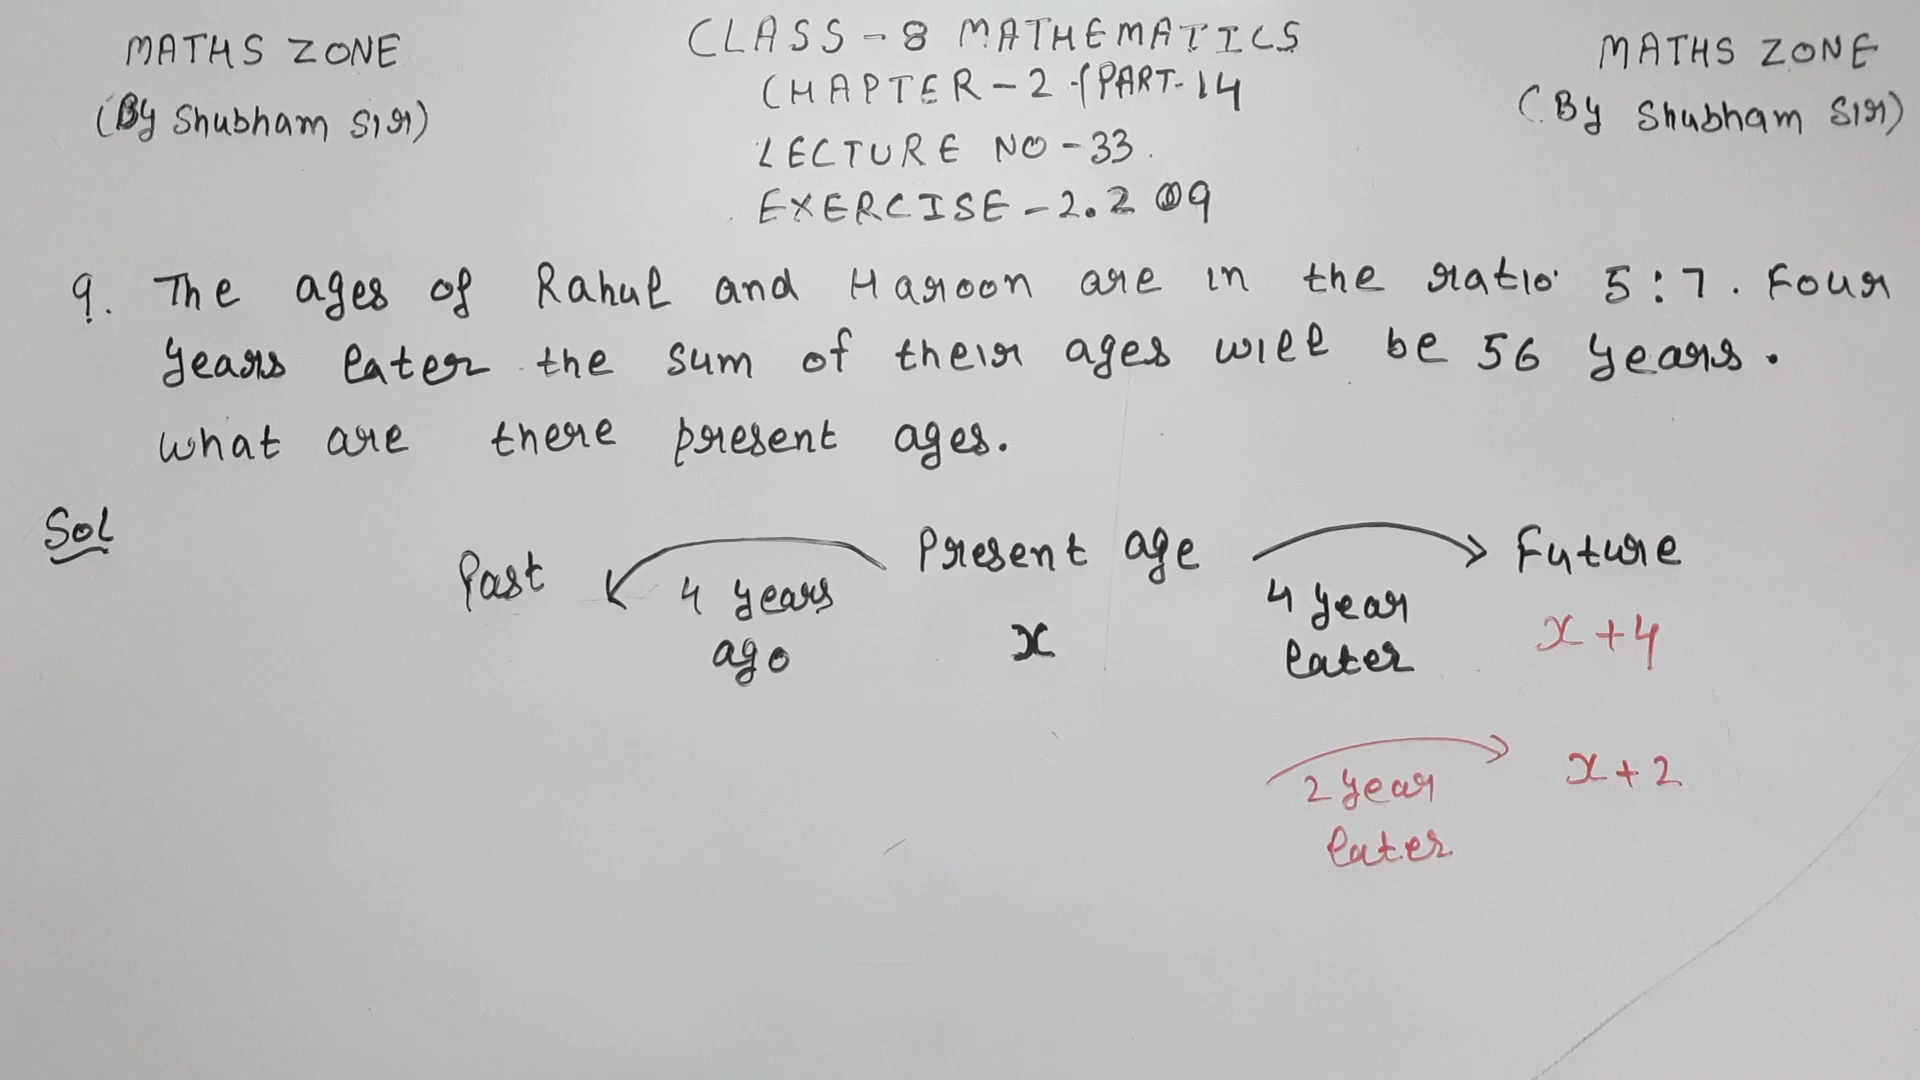 MATHS ZONE
(By Shubham Sir)
CLASS - 8 MATHEMATICS
CHAPTER - 2 (PART-14
LECTURE NO - 33.
EXERCISE - 2.2 Q9
MATHS ZONE
(By Shubham Sir)
9. The ages of Rahul and Haroon are in the ratio 5:7. Four
years later the sum of their ages will be 56 years.
what are there present ages.
Sol
Past 4 years ago
Present age
x
4 year later
Future
x+4
2 year later
x+2